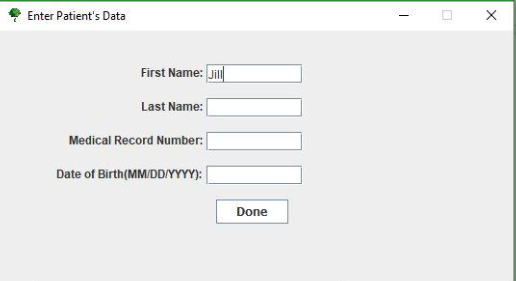 Enter Patient's Data
First Name: Jill
Last Name:
Medical Record Number:
Date of Birth(MM/DD/YYYY):
Done